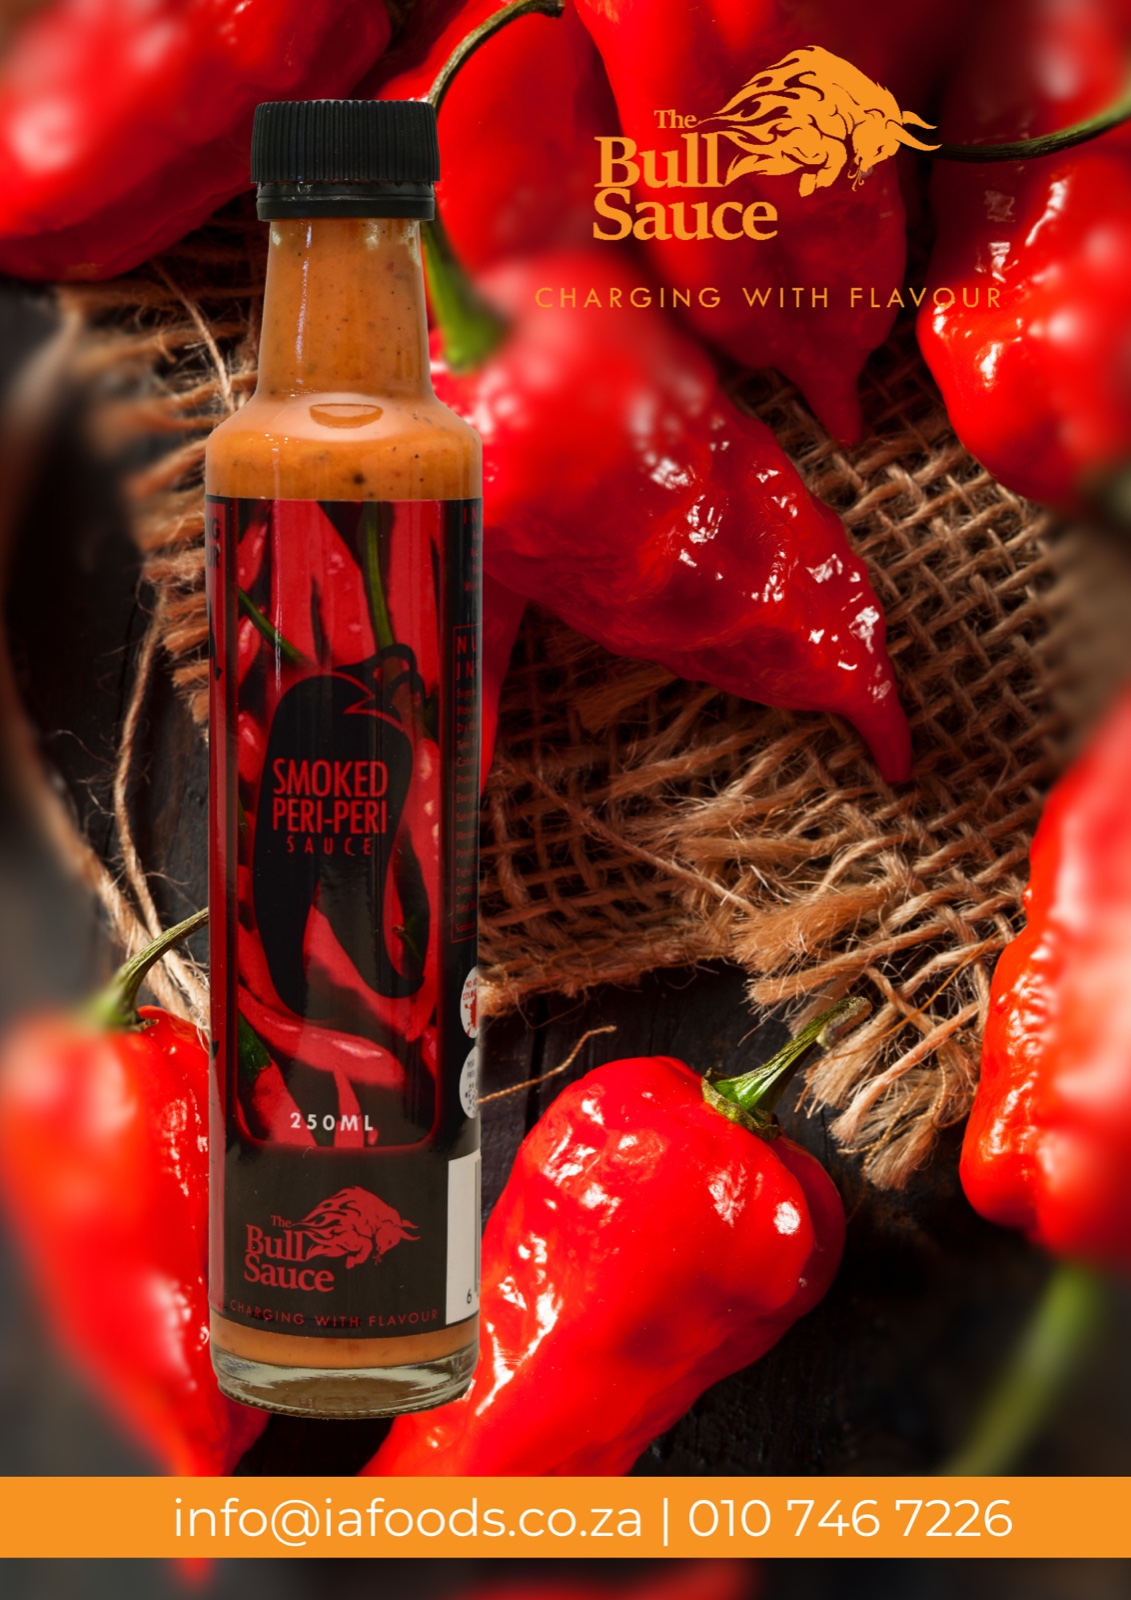 The
Bull
Sauce
CHARGING WITH FLAVOUR
SMOKED
PERI-PERI
SAUCE
250ML
The
Bull
Sauce
CHARGING WITH FLAVOUR
6
info@iafoods.co.za | 010 746 7226